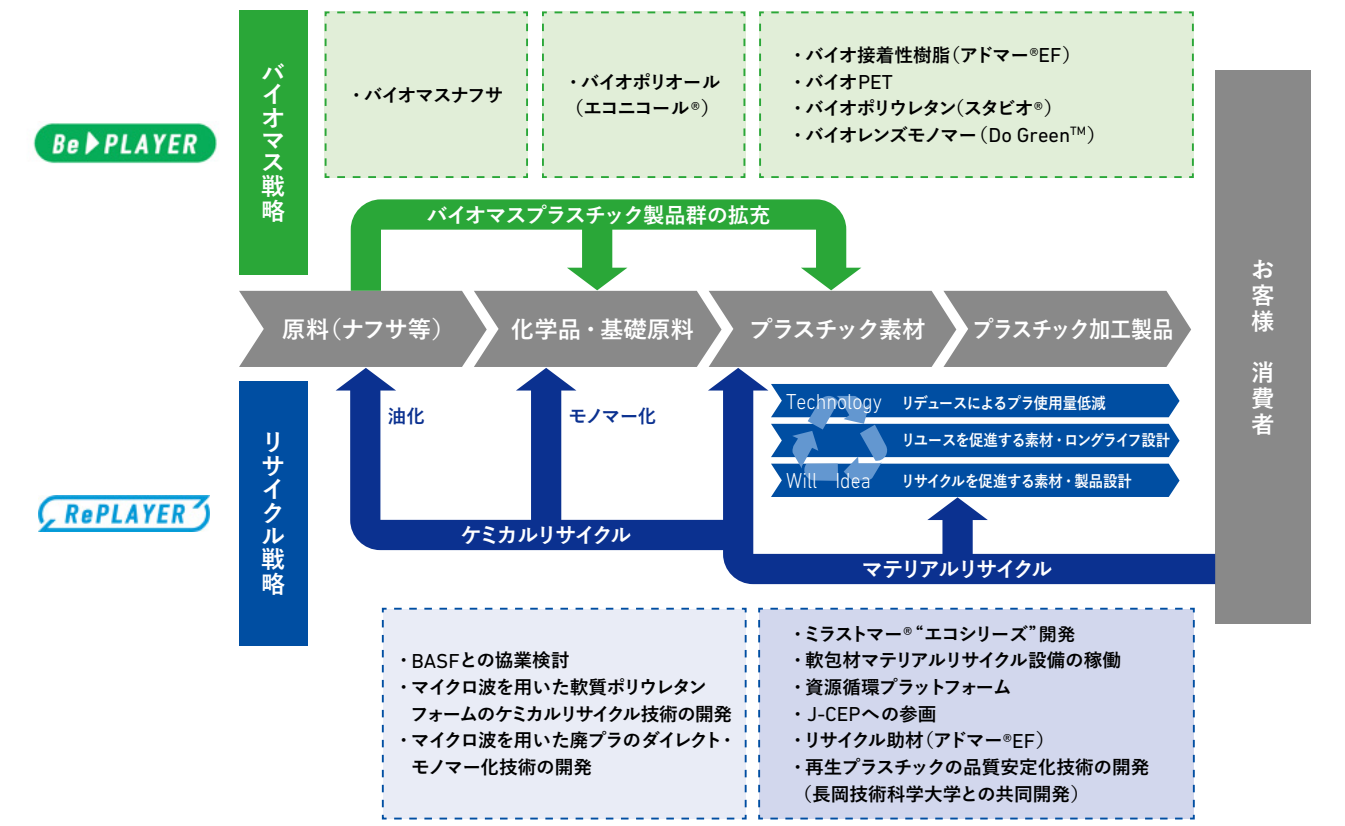 Be▶PLAYER
バイオマス戦略
・バイオマスナフサ
・バイオポリオール
（エコニコール®）
・バイオ接着性樹脂（アドマー®EF）
・バイオPET
・バイオポリウレタン（スタビオ®）
・バイオレンズモノマー（Do Green™）
バイオマスプラスチック製品群の拡充
原料（ナフサ等）
化学品・基礎原料
プラスチック素材
プラスチック加工製品
お客様　消費者
RePLAYER
リサイクル戦略
油化
モノマー化
Technology
リデュースによるプラ使用量低減
リユースを促進する素材・ロングライフ設計
Will Idea
リサイクルを促進する素材・製品設計
ケミカルリサイクル
マテリアルリサイクル
・BASFとの協業検討
・マイクロ波を用いた軟質ポリウレタン
フォームのケミカルリサイクル技術の開発
・マイクロ波を用いた廃プラのダイレクト・
モノマー化技術の開発
・ミラストマー®“エコシリーズ”開発
・軟包材マテリアルリサイクル設備の稼働
・資源循環プラットフォーム
・J-CEPへの参画
・リサイクル助材（アドマー®EF）
・再生プラスチックの品質安定化技術の開発
（長岡技術科学大学との共同開発）